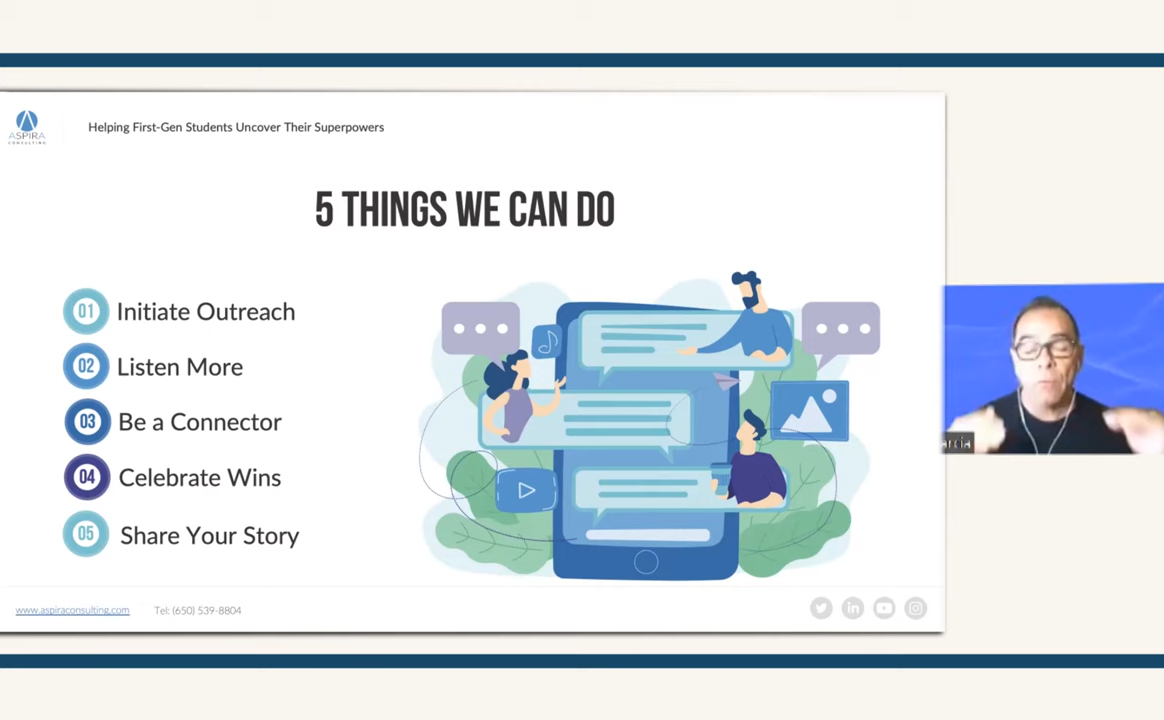 ASPIRA
CONSULTING
Helping First-Gen Students Uncover Their Superpowers
5 THINGS WE CAN DO
01 Initiate Outreach
02 Listen More
03 Be a Connector
04 Celebrate Wins
05 Share Your Story
www.aspiraconsulting.com Tel: (650) 539-8804
in